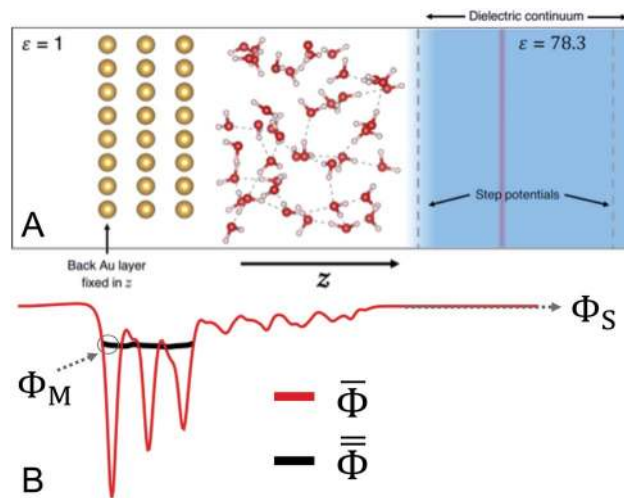 Dielectric continuum
ε = 1
ε = 78.3
Step potentials
A
Back Au layer
fixed in z
z
Φ_S
Φ_M
Φ̅
Φ̿
B